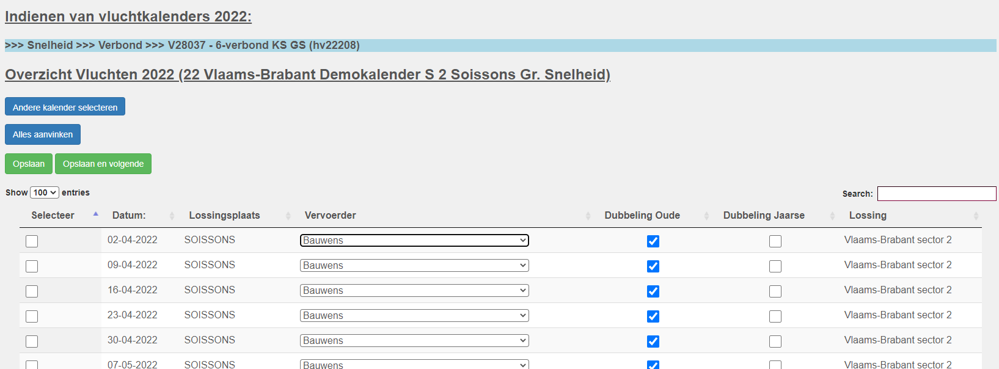 Indienen van vluchtkalenders 2022:
>>> Snelheid >>> Verbond >>> V28037 - 6-verbond KS GS (hv22208)
Overzicht Vluchten 2022 (22 Vlaams-Brabant Demokalender S 2 Soissons Gr. Snelheid)
Andere kalender selecteren
Alles aanvinken
Opslaan Opslaan en volgende
Show 100 entries Search:
Selecteer Datum: Lossingsplaats Vervoerder Dubbeling Oude Dubbeling Jaarse Lossing
02-04-2022 SOISSONS Bauwens Vlaams-Brabant sector 2
09-04-2022 SOISSONS Bauwens Vlaams-Brabant sector 2
16-04-2022 SOISSONS Bauwens Vlaams-Brabant sector 2
23-04-2022 SOISSONS Bauwens Vlaams-Brabant sector 2
30-04-2022 SOISSONS Bauwens Vlaams-Brabant sector 2
07-05-2022 SOISSONS Bauwens Vlaams-Brabant sector 2